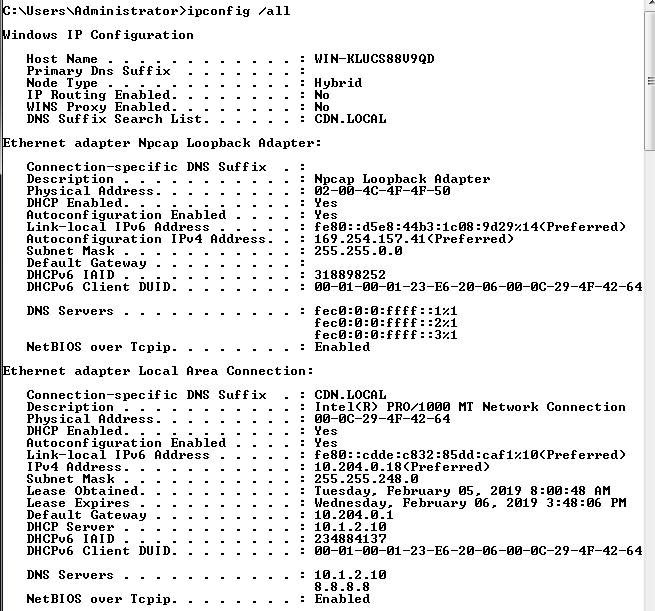 C:\Users\Administrator>ipconfig /all
Windows IP Configuration
Host Name . . . . . . . . . . . . : WIN-KLUCS88V9QD
Primary Dns Suffix  . . . . . . . :
Node Type . . . . . . . . . . . . : Hybrid
IP Routing Enabled. . . . . . . . : No
WINS Proxy Enabled. . . . . . . . : No
DNS Suffix Search List. . . . . . : CDN.LOCAL
Ethernet adapter Npcap Loopback Adapter:
Connection-specific DNS Suffix  . :
Description . . . . . . . . . . . : Npcap Loopback Adapter
Physical Address. . . . . . . . . : 02-00-4C-4F-4F-50
DHCP Enabled. . . . . . . . . . . : Yes
Autoconfiguration Enabled . . . . : Yes
Link-local IPv6 Address . . . . . : fe80::d5e8:44b3:1c08:9d29%14(Preferred)
Autoconfiguration IPv4 Address. . : 169.254.157.41(Preferred)
Subnet Mask . . . . . . . . . . . : 255.255.0.0
Default Gateway . . . . . . . . . :
DHCPv6 IAID . . . . . . . . . . . : 318898252
DHCPv6 Client DUID. . . . . . . . : 00-01-00-01-23-E6-20-06-00-0C-29-4F-42-64
DNS Servers . . . . . . . . . . . : fec0:0:0:ffff::1%1
fec0:0:0:ffff::2%1
fec0:0:0:ffff::3%1
NetBIOS over Tcpip. . . . . . . . : Enabled
Ethernet adapter Local Area Connection:
Connection-specific DNS Suffix  . : CDN.LOCAL
Description . . . . . . . . . . . : Intel(R) PRO/1000 MT Network Connection
Physical Address. . . . . . . . . : 00-0C-29-4F-42-64
DHCP Enabled. . . . . . . . . . . : Yes
Autoconfiguration Enabled . . . . : Yes
Link-local IPv6 Address . . . . . : fe80::cdde:c832:85dd:caf1%10(Preferred)
IPv4 Address. . . . . . . . . . . : 10.204.0.18(Preferred)
Subnet Mask . . . . . . . . . . . : 255.255.248.0
Lease Obtained. . . . . . . . . . : Tuesday, February 05, 2019 8:00:48 AM
Lease Expires . . . . . . . . . . : Wednesday, February 06, 2019 3:48:06 PM
Default Gateway . . . . . . . . . : 10.204.0.1
DHCP Server . . . . . . . . . . . : 10.1.2.10
DHCPv6 IAID . . . . . . . . . . . : 234884137
DHCPv6 Client DUID. . . . . . . . : 00-01-00-01-23-E6-20-06-00-0C-29-4F-42-64
DNS Servers . . . . . . . . . . . : 10.1.2.10
8.8.8.8
NetBIOS over Tcpip. . . . . . . . : Enabled